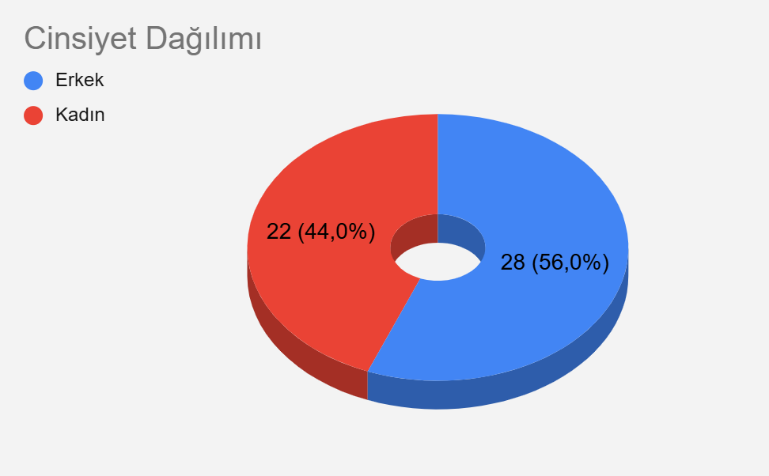 Cinsiyet Dağılımı
Erkek
Kadın
22 (44,0%)
28 (56,0%)